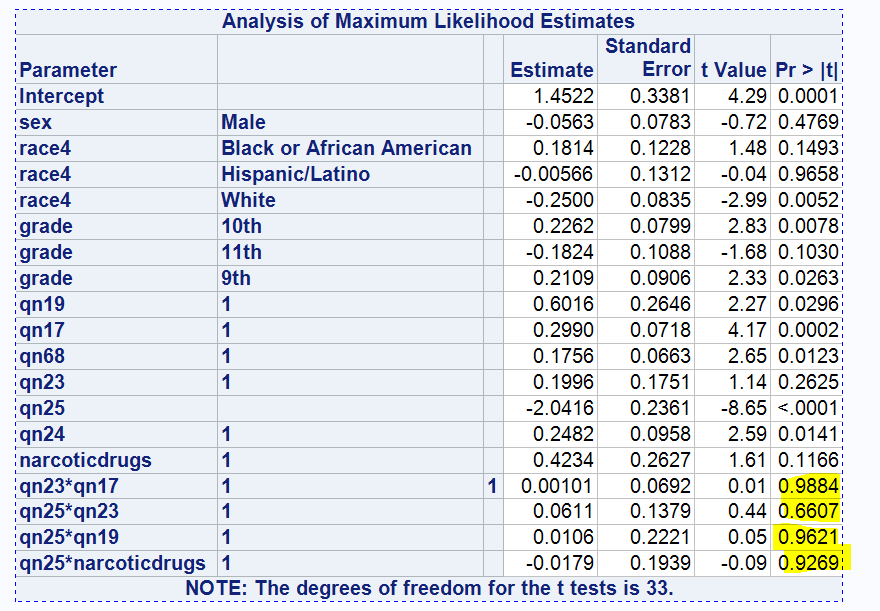 Analysis of Maximum Likelihood Estimates
Parameter Estimate Standard Error t Value Pr > |t|
Intercept 1.4522 0.3381 4.29 0.0001
sex Male -0.0563 0.0783 -0.72 0.4769
race4 Black or African American 0.1814 0.1228 1.48 0.1493
race4 Hispanic/Latino -0.00566 0.1312 -0.04 0.9658
race4 White -0.2500 0.0835 -2.99 0.0052
grade 10th 0.2262 0.0799 2.83 0.0078
grade 11th -0.1824 0.1088 -1.68 0.1030
grade 9th 0.2109 0.0906 2.33 0.0263
qn19 1 0.6016 0.2646 2.27 0.0296
qn17 1 0.2990 0.0718 4.17 0.0002
qn68 1 0.1756 0.0663 2.65 0.0123
qn23 1 0.1996 0.1751 1.14 0.2625
qn25 -2.0416 0.2361 -8.65 <.0001
qn24 1 0.2482 0.0958 2.59 0.0141
narcoticdrugs 1 0.4234 0.2627 1.61 0.1166
qn23*qn17 1 1 0.00101 0.0692 0.01 0.9884
qn25*qn23 1 0.0611 0.1379 0.44 0.6607
qn25*qn19 1 0.0106 0.2221 0.05 0.9621
qn25*narcoticdrugs 1 -0.0179 0.1939 -0.09 0.9269
NOTE: The degrees of freedom for the t tests is 33.